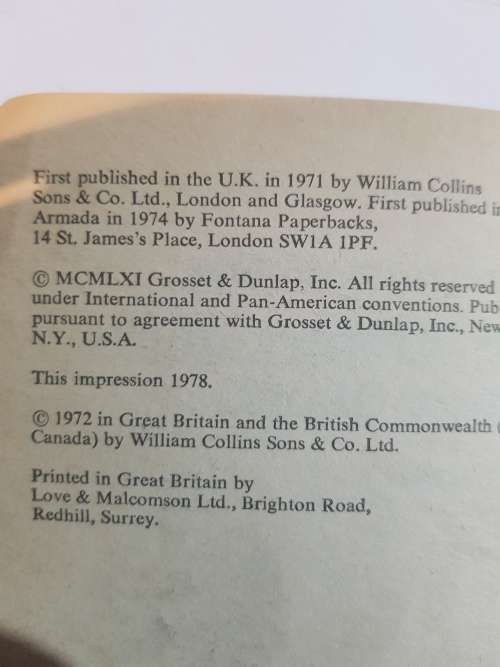 First published in the U.K. in 1971 by William Collins
Sons & Co. Ltd., London and Glasgow. First published in
Armada in 1974 by Fontana Paperbacks,
14 St. James's Place, London SW1A 1PF.
© MCMLXI Grosset & Dunlap, Inc. All rights reserved
under International and Pan-American conventions. Pub
pursuant to agreement with Grosset & Dunlap, Inc., New
N.Y., U.S.A.
This impression 1978.
© 1972 in Great Britain and the British Commonwealth (
Canada) by William Collins Sons & Co. Ltd.
Printed in Great Britain by
Love & Malcomson Ltd., Brighton Road,
Redhill, Surrey.